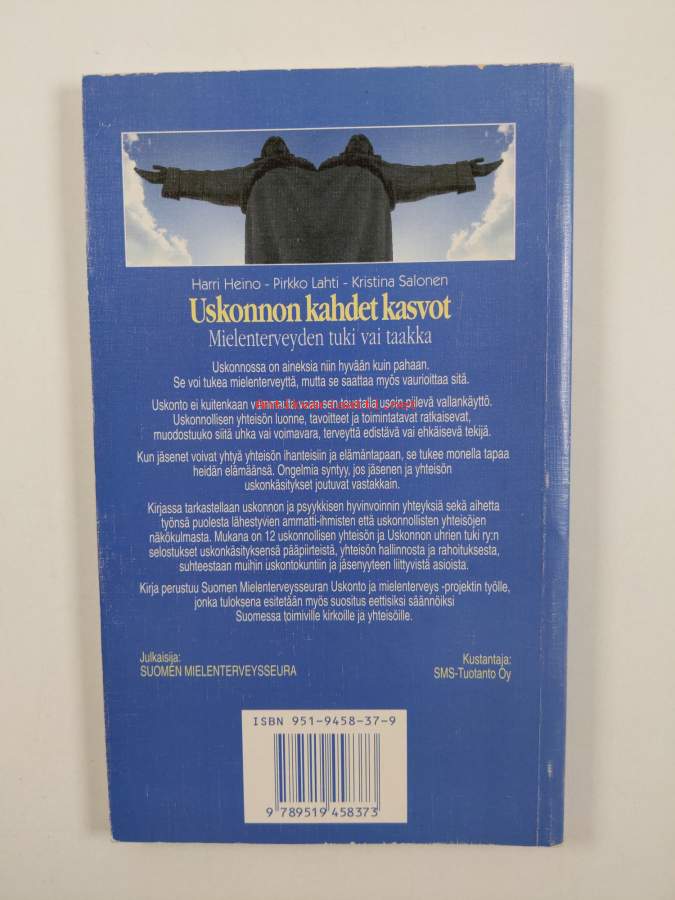 Harri Heino - Pirkko Lahti - Kristina Salonen
Uskonnon kahdet kasvot
Mielenterveyden tuki vai taakka
Uskonnossa on aineksia niin hyvään kuin pahaan.
Se voi tukea mielenterveyttä, mutta se saattaa myös vaurioittaa sitä.
Uskonto ei kuitenkaan vaan sen taustalla usein piilevä vallankäyttö.
Uskonnollisen yhteisön luonne, tavoitteet ja toimintatavat ratkaisevat,
muodostuuko siitä uhka vai voimavara, terveyttä edistävä vai ehkäisevä tekijä.
Kun jäsenet voivat yhtyä yhteisön ihanteisiin ja elämäntapaan, se tukee monella tapaa
heidän elämäänsä. Ongelmia syntyy, jos jäsenen ja yhteisön
uskonkäsitykset joutuvat vastakkain.
Kirjassa tarkastellaan uskonnon ja psyykkisen hyvinvoinnin yhteyksiä sekä aihetta
työnsä puolesta lähestyvien ammatti-ihmisten että uskonnollisten yhteisöjen
näkökulmasta. Mukana on 12 uskonnollisen yhteisön ja Uskonnon uhrien tuki ry:n
selostukset uskonkäsityksensä pääpiirteistä, yhteisön hallinnosta ja rahoituksesta,
suhteestaan muihin uskontokuntiin ja jäsenyyteen liittyvistä asioista.
Kirja perustuu Suomen Mielenterveysseuran Uskonto ja mielenterveys -projektin työlle,
jonka tuloksena esitetään myös suositus eettisiksi säännöiksi
Suomessa toimiville kirkoille ja yhteisöille.
Julkaisija:
SUOMEN MIELENTERVEYSSEURA
Kustantaja:
SMS-Tuotanto Oy
ISBN 951-9458-37-9
9 789519 458373